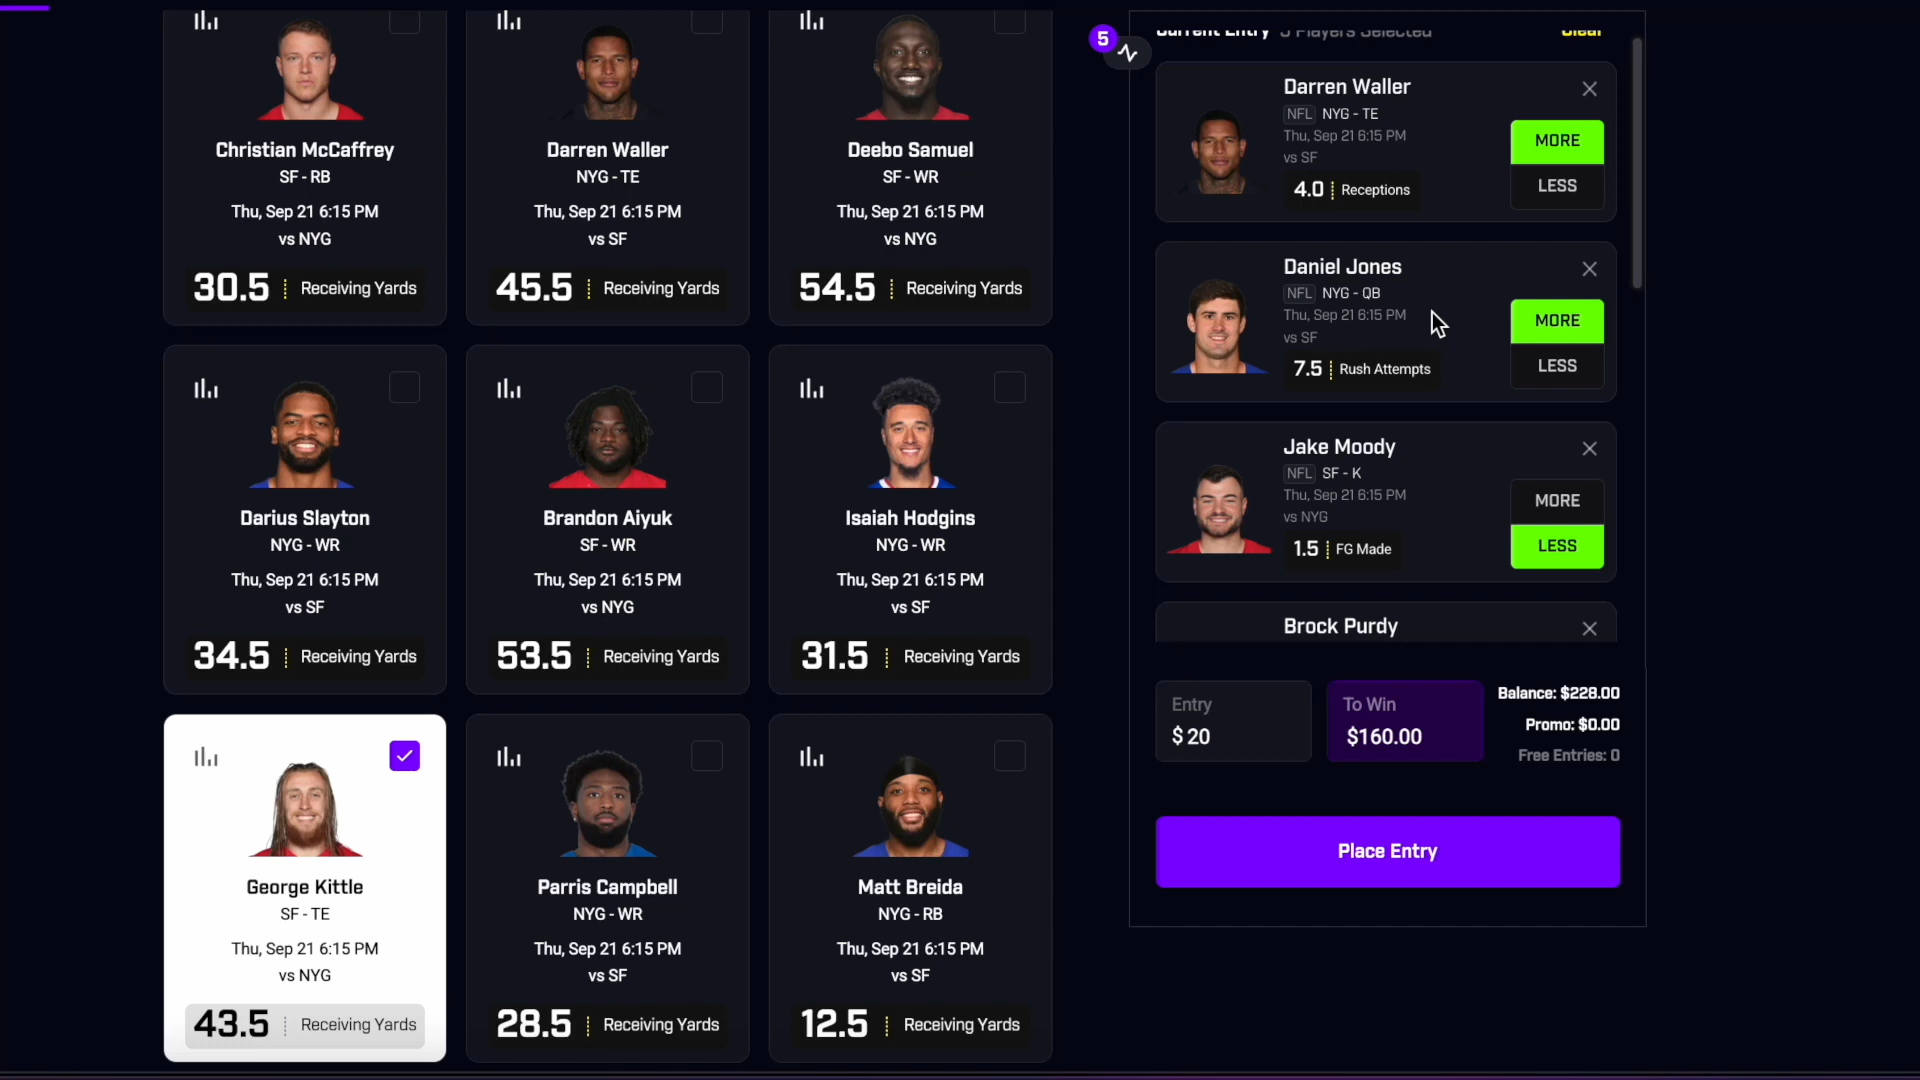 Christian McCaffrey
SF - RB
Thu, Sep 21 6:15 PM
vs NYG
30.5 Receiving Yards
Darren Waller
NYG - TE
Thu, Sep 21 6:15 PM
vs SF
45.5 Receiving Yards
Deebo Samuel
SF - WR
Thu, Sep 21 6:15 PM
vs NYG
54.5 Receiving Yards
Darius Slayton
NYG - WR
Thu, Sep 21 6:15 PM
vs SF
34.5 Receiving Yards
Brandon Aiyuk
SF - WR
Thu, Sep 21 6:15 PM
vs NYG
53.5 Receiving Yards
Isaiah Hodgins
NYG - WR
Thu, Sep 21 6:15 PM
vs SF
31.5 Receiving Yards
George Kittle
SF - TE
Thu, Sep 21 6:15 PM
vs NYG
43.5 Receiving Yards
Parris Campbell
NYG - WR
Thu, Sep 21 6:15 PM
vs SF
28.5 Receiving Yards
Matt Breida
NYG - RB
Thu, Sep 21 6:15 PM
vs SF
12.5 Receiving Yards
5
Current Entry 5 Players Selected Clear
Darren Waller
NFL NYG - TE
Thu, Sep 21 6:15 PM
vs SF
4.0 Receptions
MORE
LESS
Daniel Jones
NFL NYG - QB
Thu, Sep 21 6:15 PM
vs SF
7.5 Rush Attempts
MORE
LESS
Jake Moody
NFL SF - K
Thu, Sep 21 6:15 PM
vs NYG
1.5 FG Made
MORE
LESS
Brock Purdy
Entry
$ 20
To Win
$160.00
Balance: $228.00
Promo: $0.00
Free Entries: 0
Place Entry